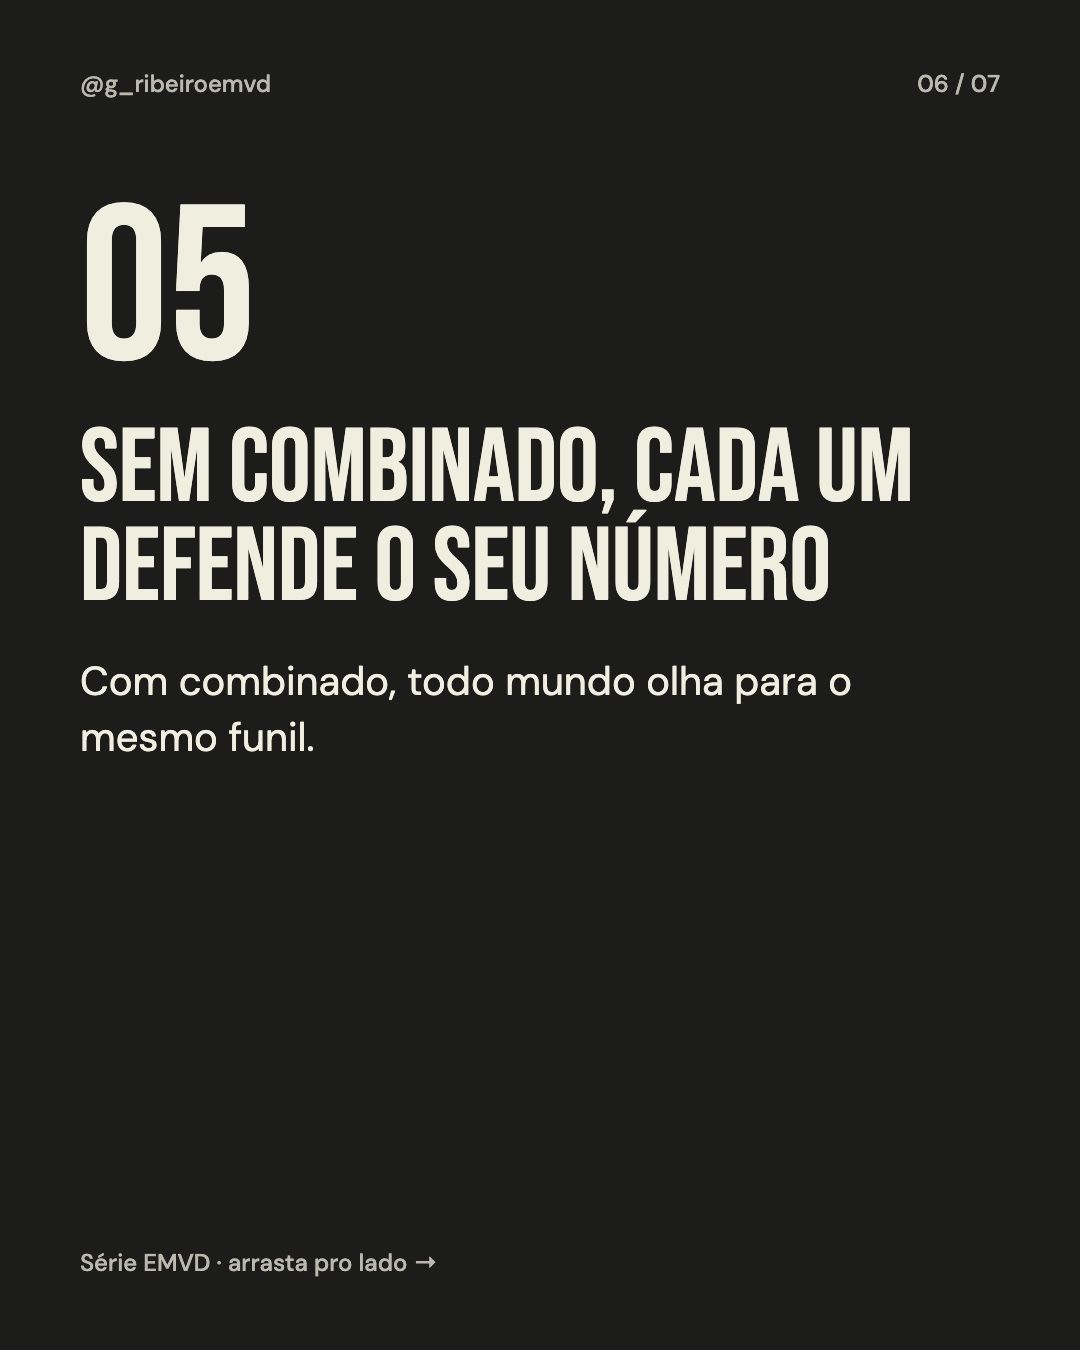 @g_ribeiroemvd
06 / 07
05
SEM COMBINADO, CADA UM
DEFENDE O SEU NÚMERO
Com combinado, todo mundo olha para o
mesmo funil.
Série EMVD · arrasta pro lado →